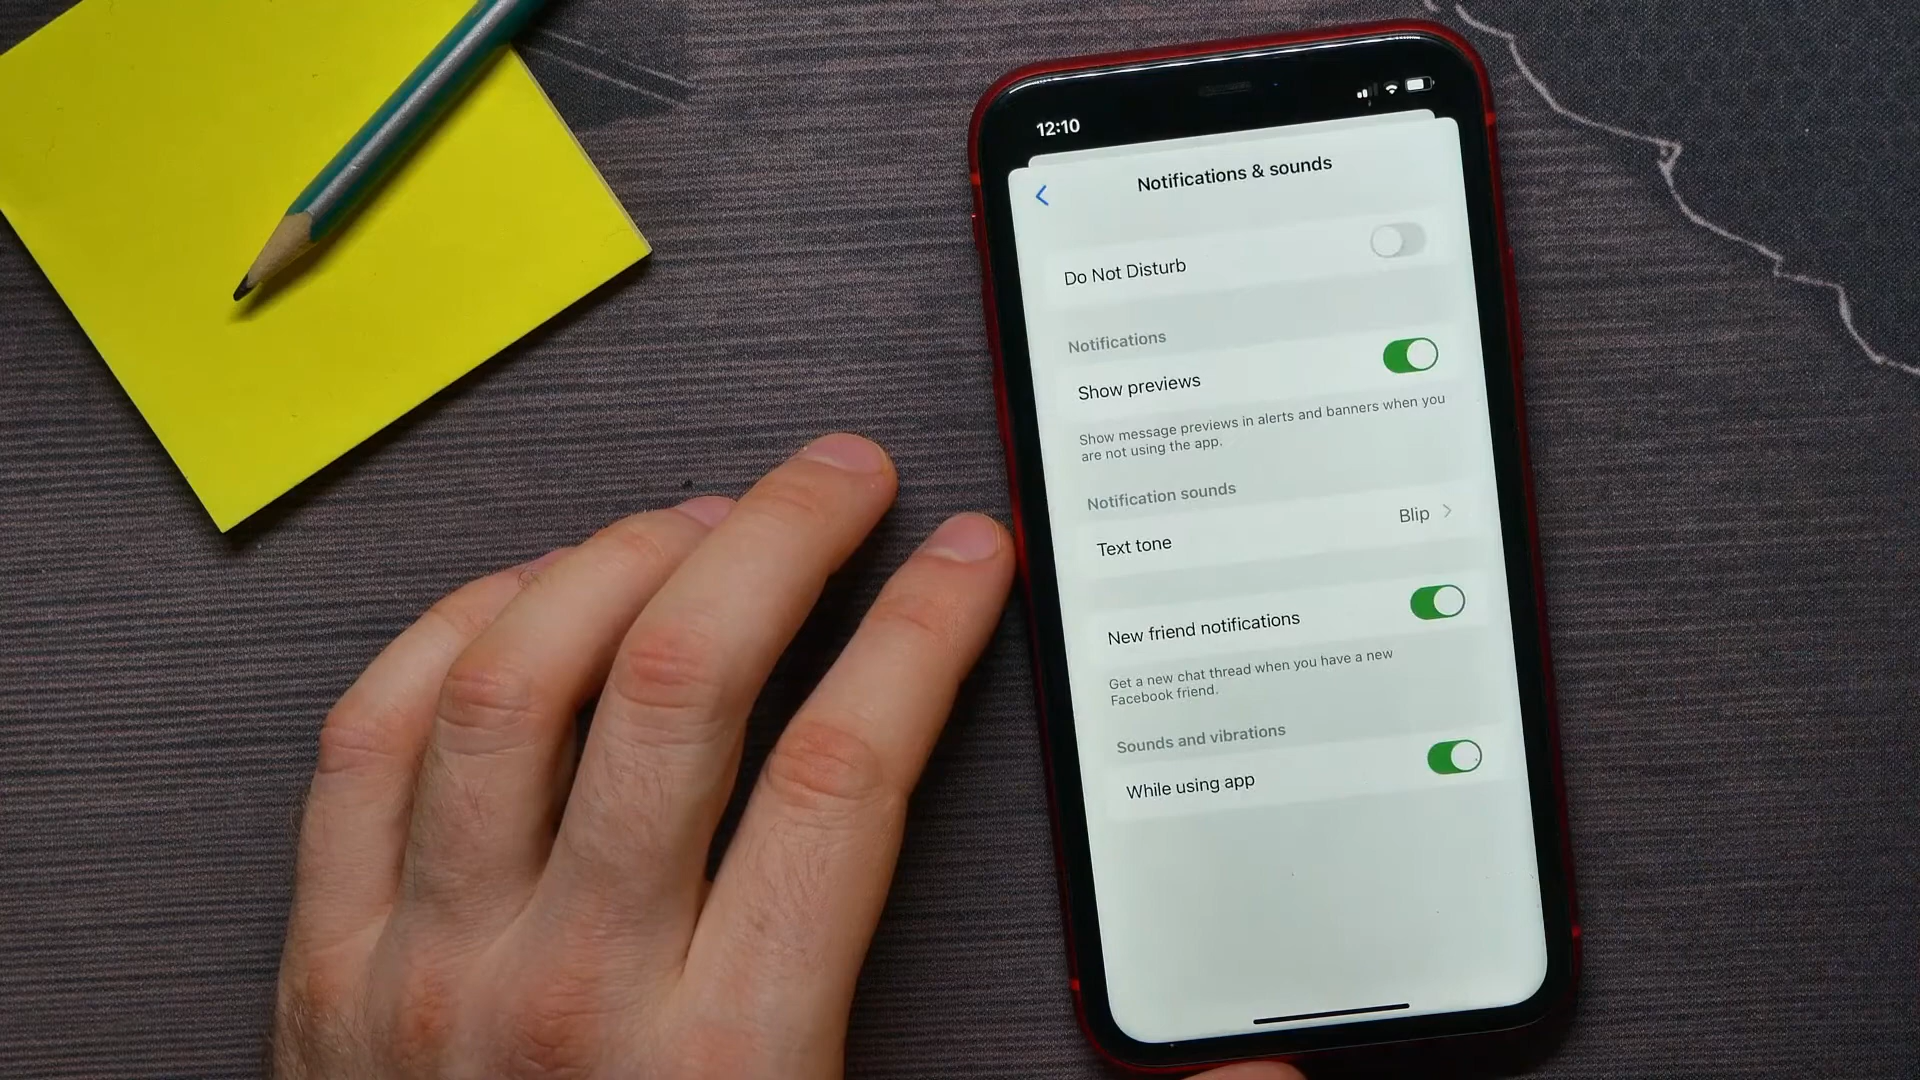 12:10
Notifications & sounds
Do Not Disturb
Notifications
Show previews
Show message previews in alerts and banners when you
are not using the app.
Notification sounds
Text tone Blip
New friend notifications
Get a new chat thread when you have a new
Facebook friend.
Sounds and vibrations
While using app